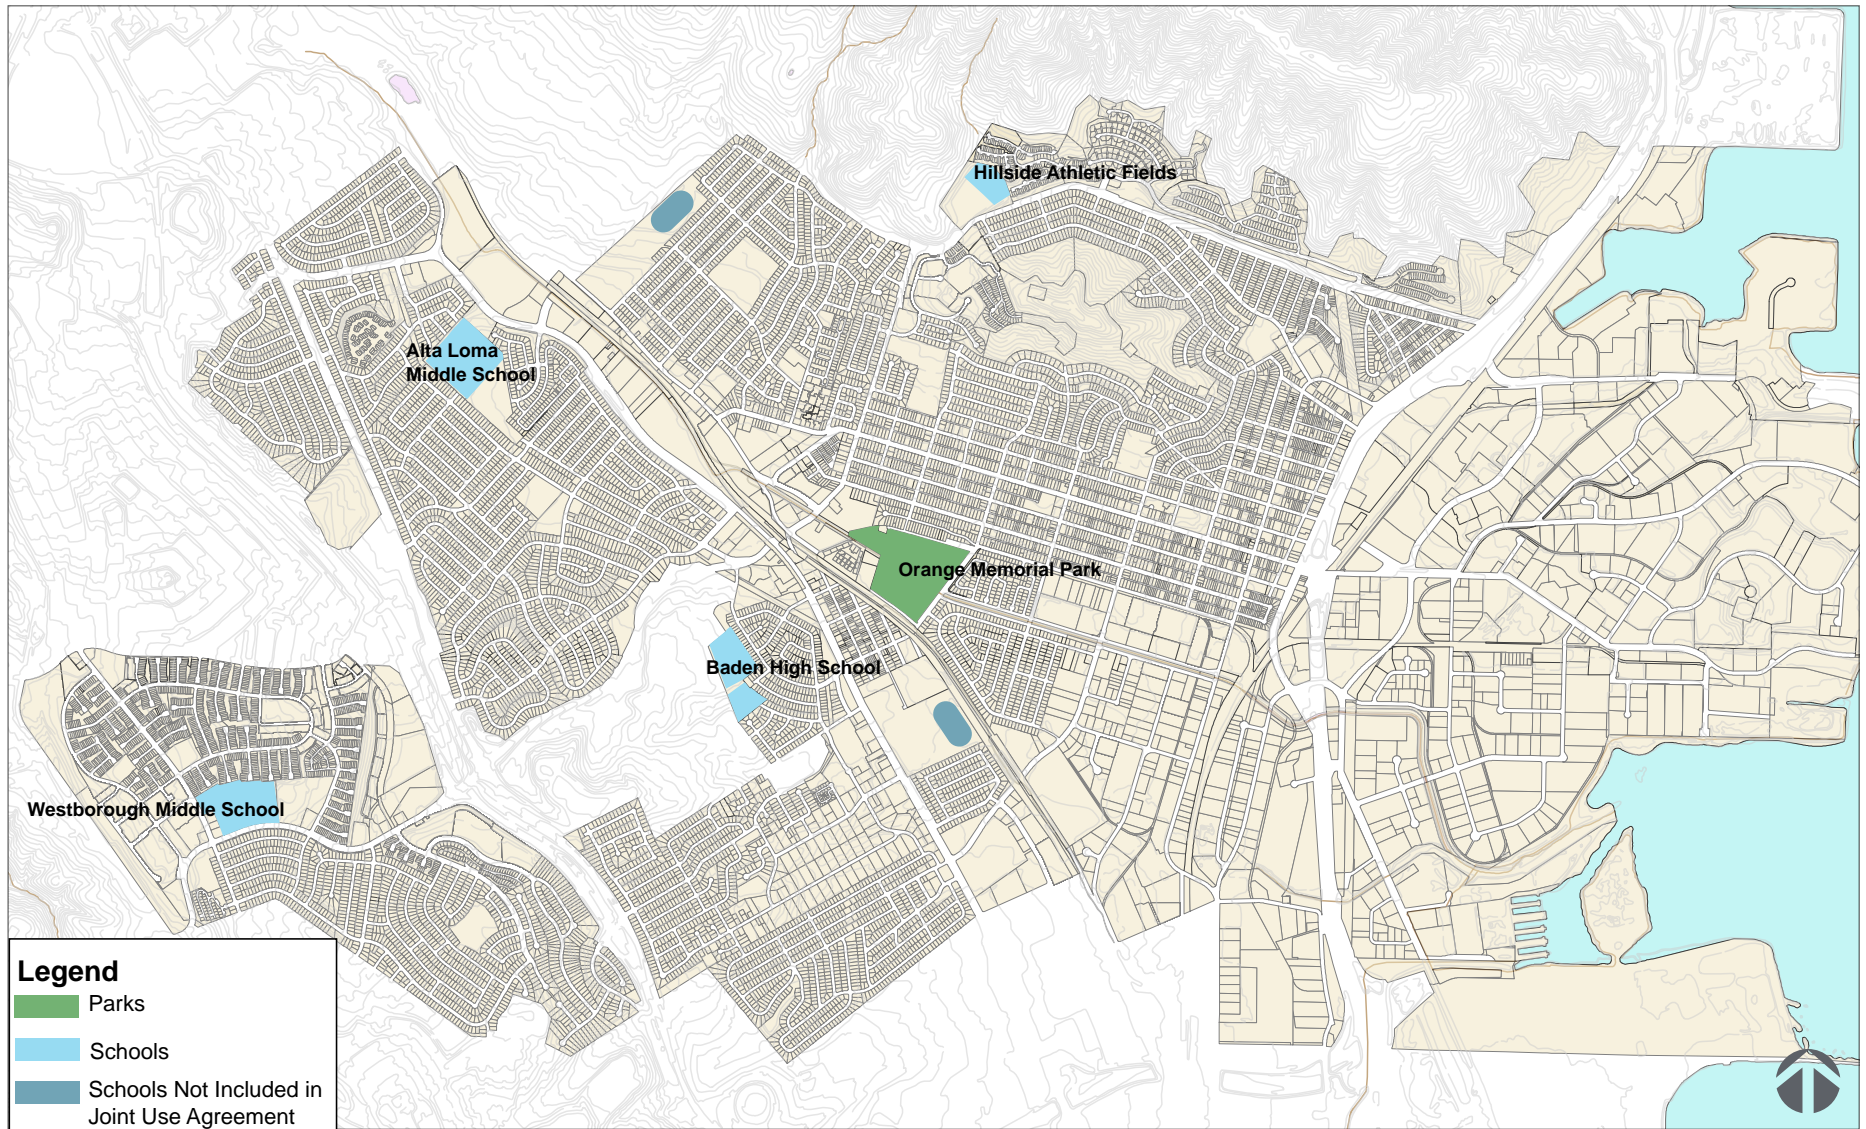 Hillside Athletic Fields
Alta Loma
Middle School
Orange Memorial Park
Baden High School
Westborough Middle School
Legend
Parks
Schools
Schools Not Included in
Joint Use Agreement